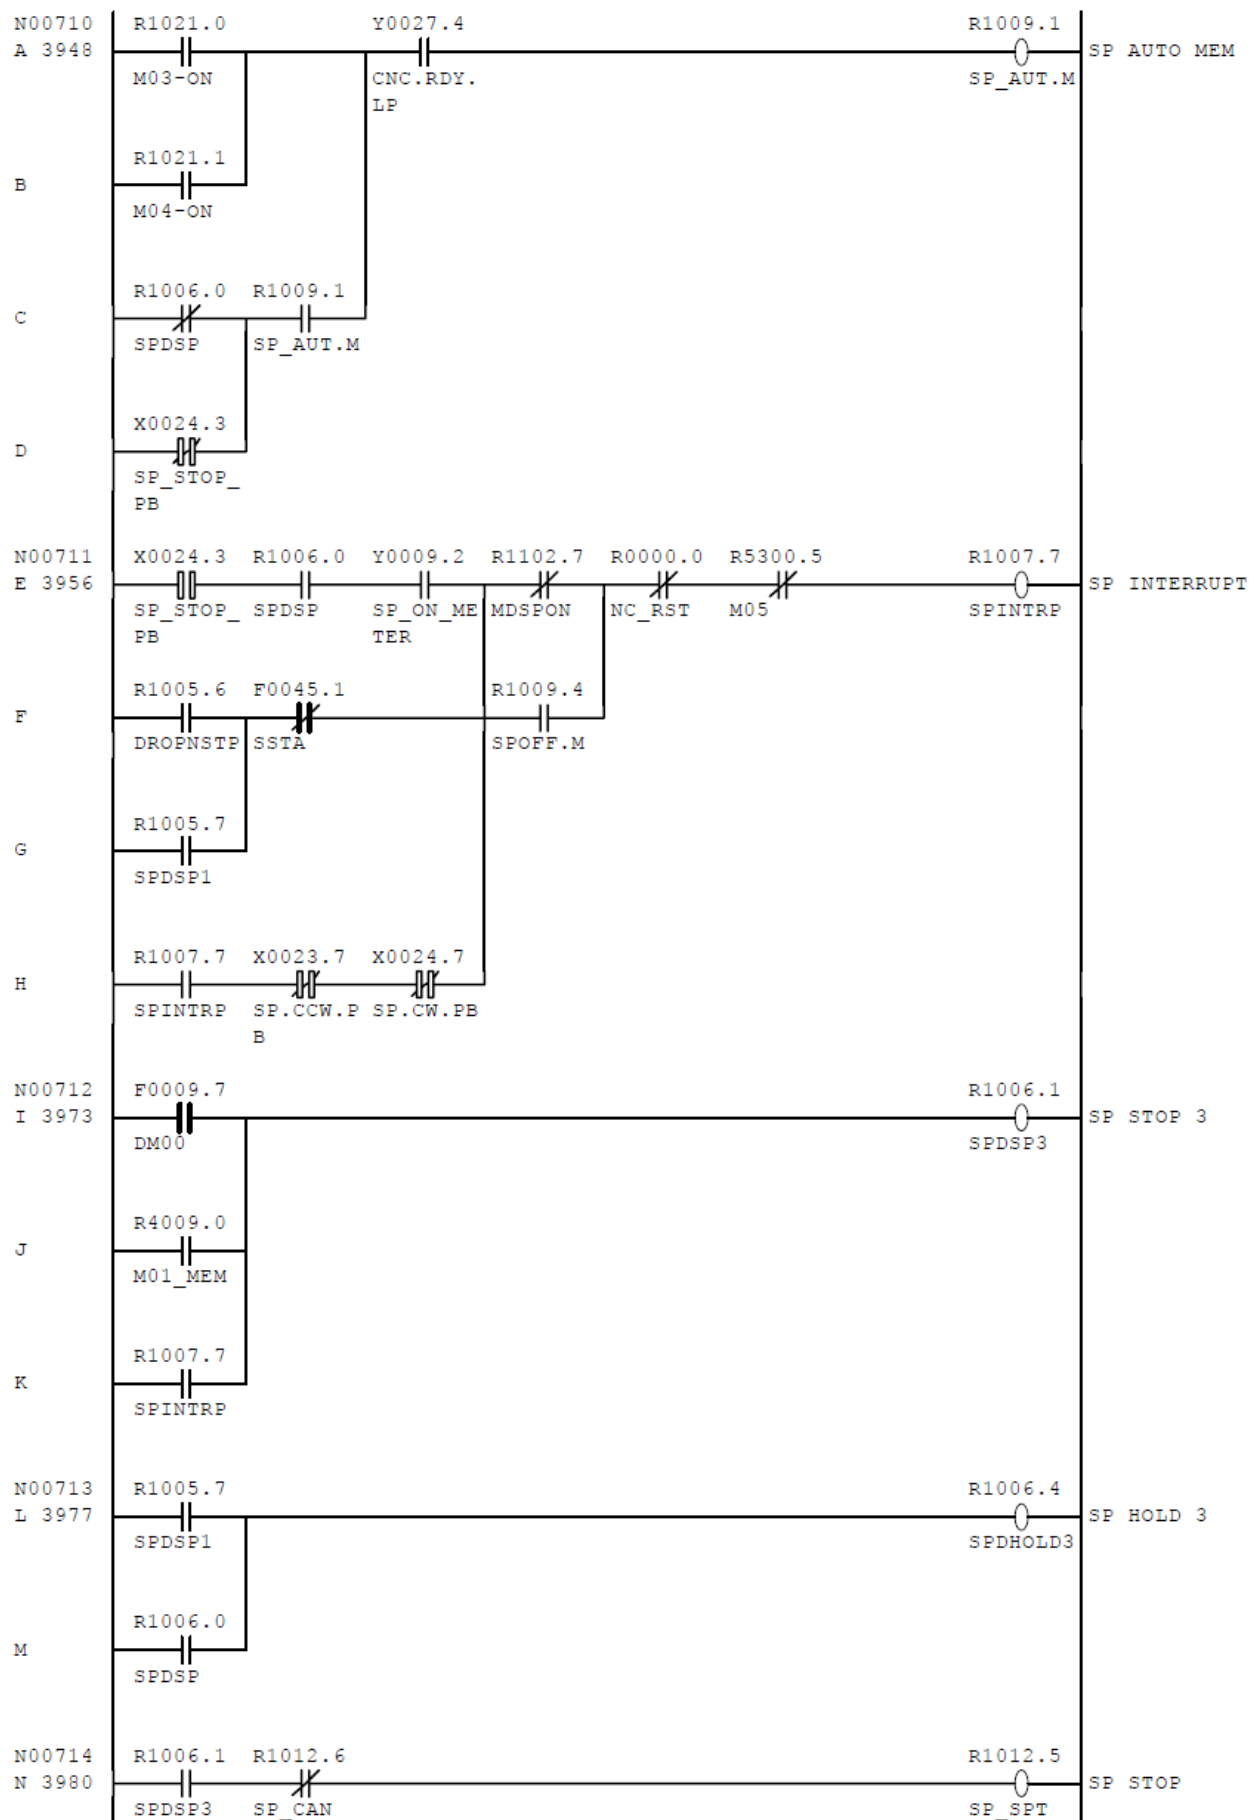 N00710 R1021.0 Y0027.4 R1009.1
A 3948 SP AUTO MEM
M03-ON CNC.RDY. SP_AUT.M
LP
R1021.1
B
M04-ON
R1006.0 R1009.1
C
SPDSP SP_AUT.M
X0024.3
D
SP_STOP_
PB
N00711 X0024.3 R1006.0 Y0009.2 R1102.7 R0000.0 R5300.5 R1007.7
E 3956 SP INTERRUPT
SP_STOP_ SPDSP SP_ON_ME MDSPON NC_RST M05 SPINTRP
PB TER
R1005.6 F0045.1 R1009.4
F
DROPNSTP SSTA SPOFF.M
R1005.7
G
SPDSP1
R1007.7 X0023.7 X0024.7
H
SPINTRP SP.CCW.P SP.CW.PB
B
N00712 F0009.7 R1006.1
I 3973 SP STOP 3
DM00 SPDSP3
R4009.0
J
M01_MEM
R1007.7
K
SPINTRP
N00713 R1005.7 R1006.4
L 3977 SP HOLD 3
SPDSP1 SPDHOLD3
R1006.0
M
SPDSP
N00714 R1006.1 R1012.6 R1012.5
N 3980 SP STOP
SPDSP3 SP_CAN SP_SPT